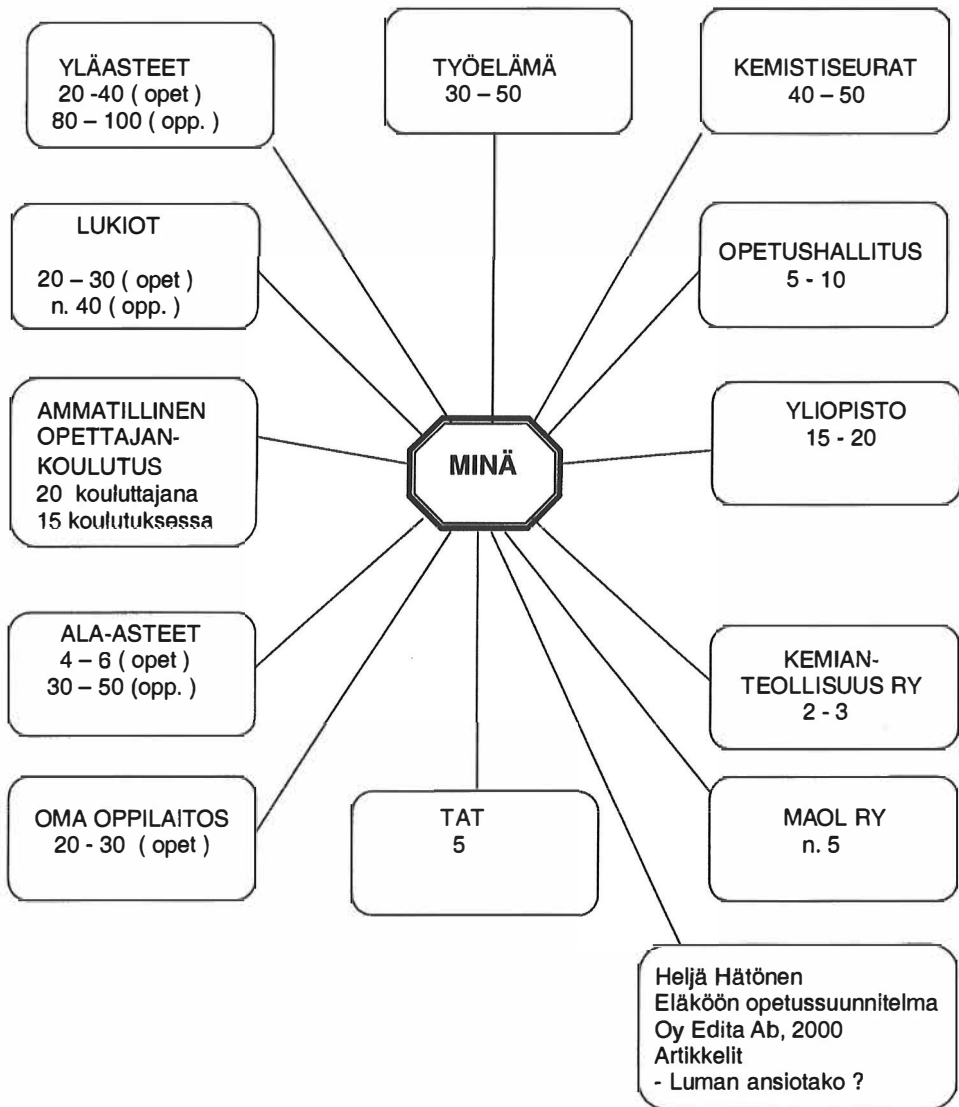 YLÄASTEET
20 -40 ( opet )
80 – 100 ( opp. )
TYÖELÄMÄ
30 – 50
KEMISTISEURAT
40 – 50
LUKIOT
20 – 30 ( opet )
n. 40 ( opp. )
OPETUSHALLITUS
5 - 10
AMMATILLINEN
OPETTAJAN-
KOULUTUS
20 kouluttajana
15 koulutuksessa
MINÄ
YLIOPISTO
15 - 20
ALA-ASTEET
4 – 6 ( opet )
30 – 50 (opp. )
KEMIAN-
TEOLLISUUS RY
2 - 3
OMA OPPILAITOS
20 - 30 ( opet )
TAT
5
MAOL RY
n. 5
Heljä Hätönen
Eläköön opetussuunnitelma
Oy Edita Ab, 2000
Artikkelit
- Luman ansiotako ?